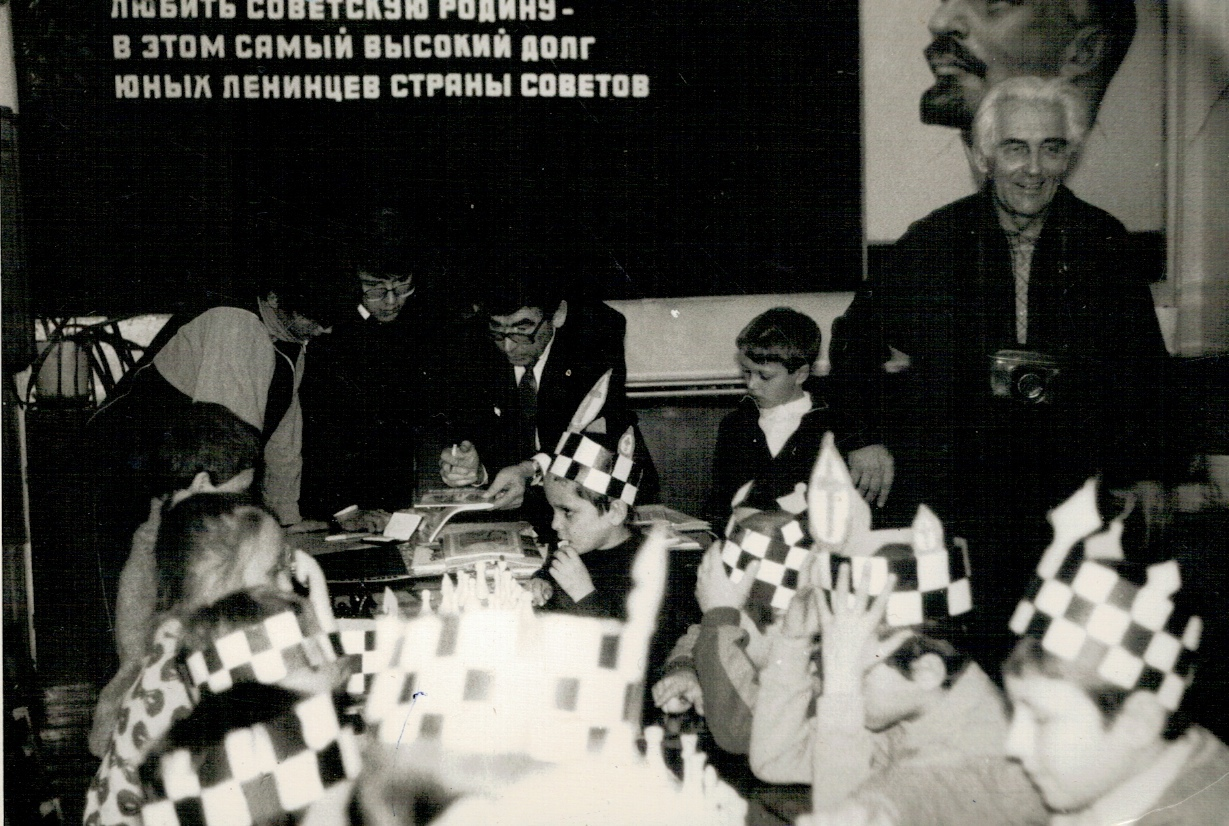 ЛЮБИТЬ СОВЕТСКУЮ РОДИНУ-
В ЭТОМ САМЫЙ ВЫСОКИЙ ДОЛГ
ЮНЫХ ЛЕНИНЦЕВ СТРАНЫ СОВЕТОВ